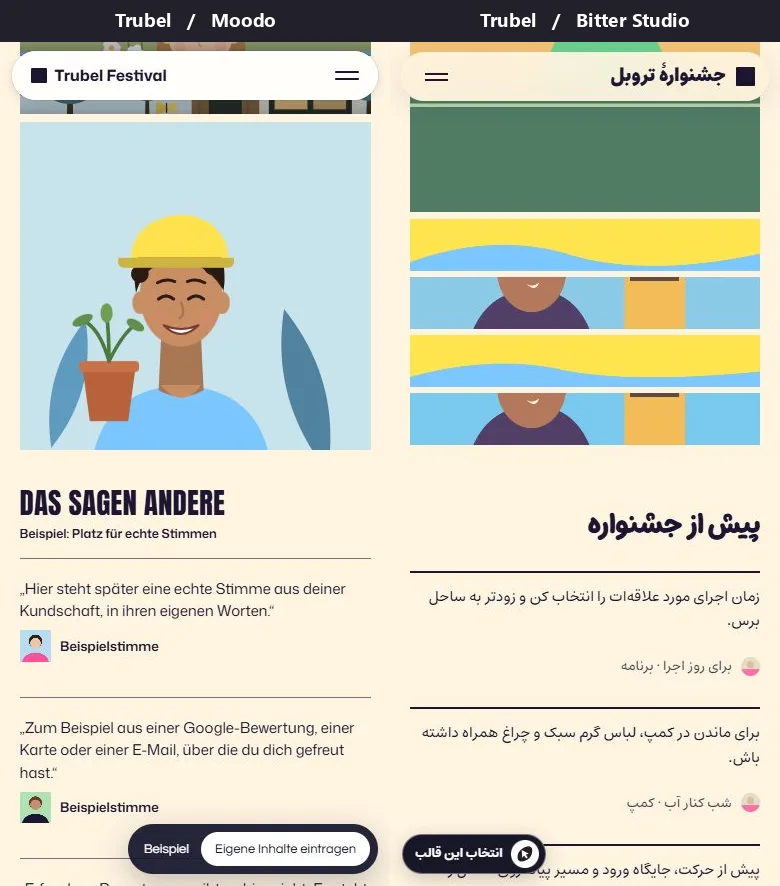 Trubel / Moodo
Trubel Festival
DAS SAGEN ANDERE
Beispiel: Platz für echte Stimmen
„Hier steht später eine echte Stimme aus deiner
Kundschaft, in ihren eigenen Worten.“
Beispielstimme
„Zum Beispiel aus einer Google-Bewertung, einer
Karte oder einer E-Mail, über die du dich gefreut
hast.“
Beispielstimme
Beispiel
Eigene Inhalte eintragen
Trubel / Bitter Studio
جشنوارهٔ تروبل
پیش از جشنواره
زمان اجرای مورد علاقه‌ات را انتخاب کن و زودتر به ساحل
برس.
برای روز اجرا · برنامه
برای ماندن در کمپ، لباس گرم سبک و چراغ همراه داشته
باش.
شب کنار آب · کمپ
پیش از حرکت، جایگاه ورود و مسیر
انتخاب این قالب